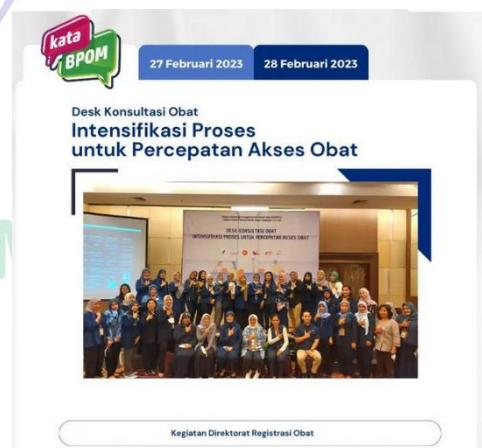 kata
BPOM
27 Februari 2023
28 Februari 2023
Desk Konsultasi Obat
Intensifikasi Proses
untuk Percepatan Akses Obat
DESK KONSULTASI OBAT
INTENSIFIKASI PROSES UNTUK PERCEPATAN AKSES OBAT
Kegiatan Direktorat Registrasi Obat